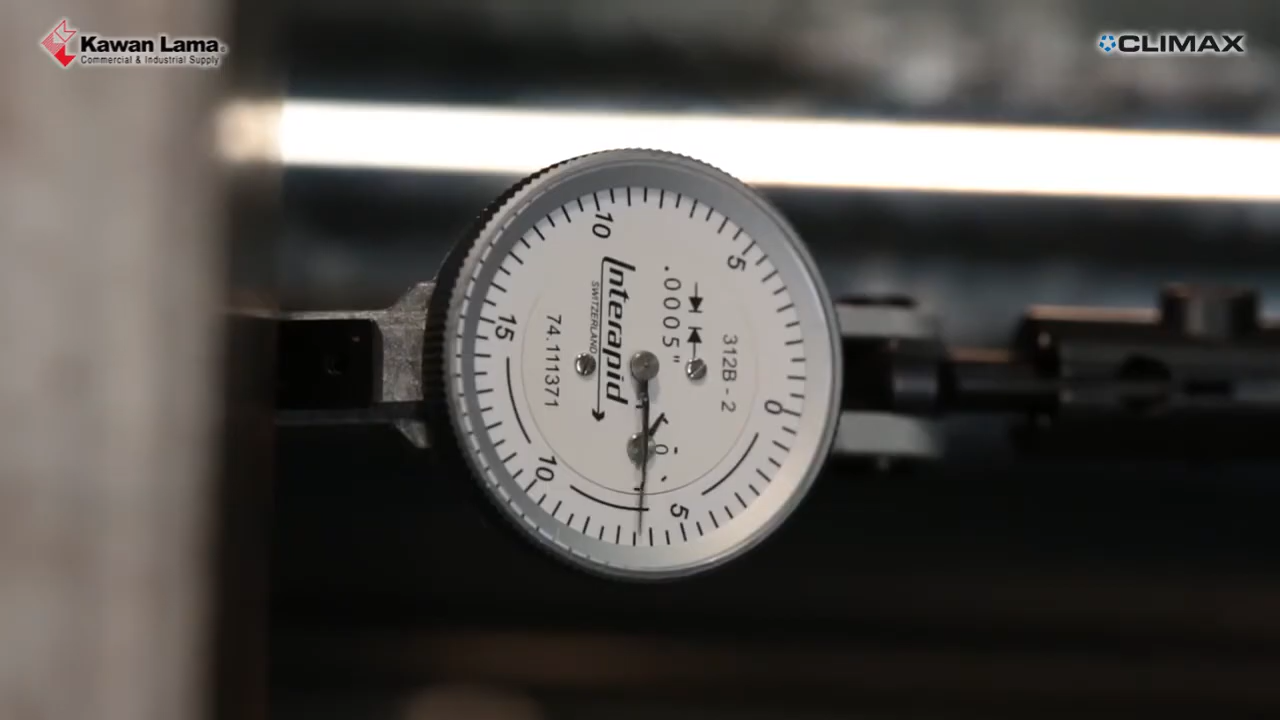 Kawan Lama
Commercial & Industrial Supply
CLIMAX
10
5
15
0
10
5
Interapid
SWITZERLAND
74.111371
.0005"
312B-2
0